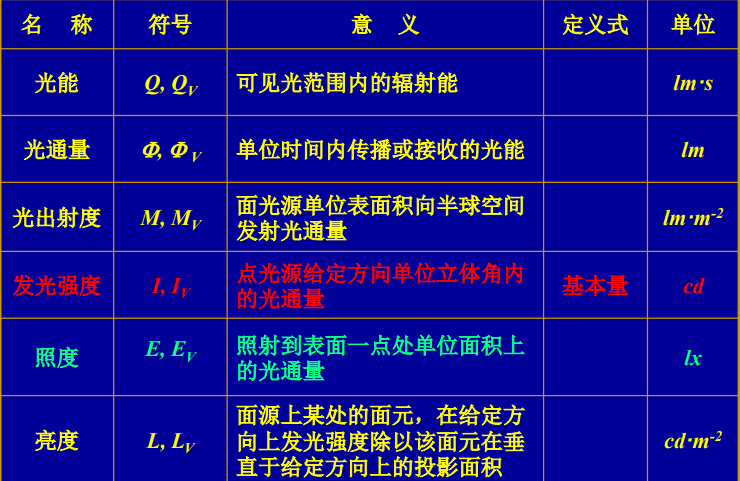 名 称 符号 意 义 定义式 单位
光能 Q, Q_V 可见光范围内的辐射能 lm·s
光通量 Φ, Φ_V 单位时间内传播或接收的光能 lm
光出射度 M, M_V 面光源单位表面积向半球空间 lm·m⁻²
发射光通量
发光强度 I, I_V 点光源给定方向单位立体角内 基本量 cd
的光通量
照度 E, E_V 照射到表面一点处单位面积上 lx
的光通量
亮度 L, L_V 面源上某处的面元，在给定方 cd·m⁻²
向上发光强度除以该面元在垂
直于给定方向上的投影面积